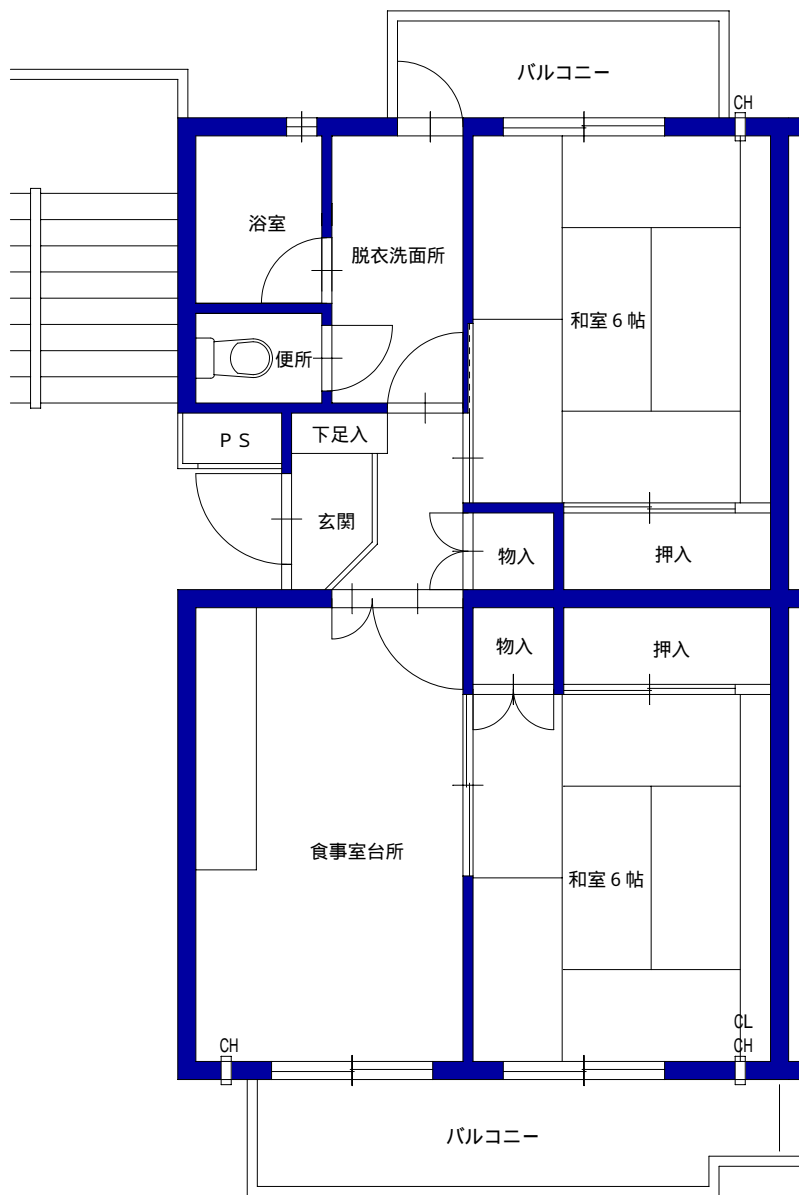 バルコニー
CH
浴室
脱衣洗面所
和室６帖
便所
ＰＳ
下足入
玄関
物入
押入
物入
押入
食事室台所
和室６帖
CL
CH
CH
バルコニー